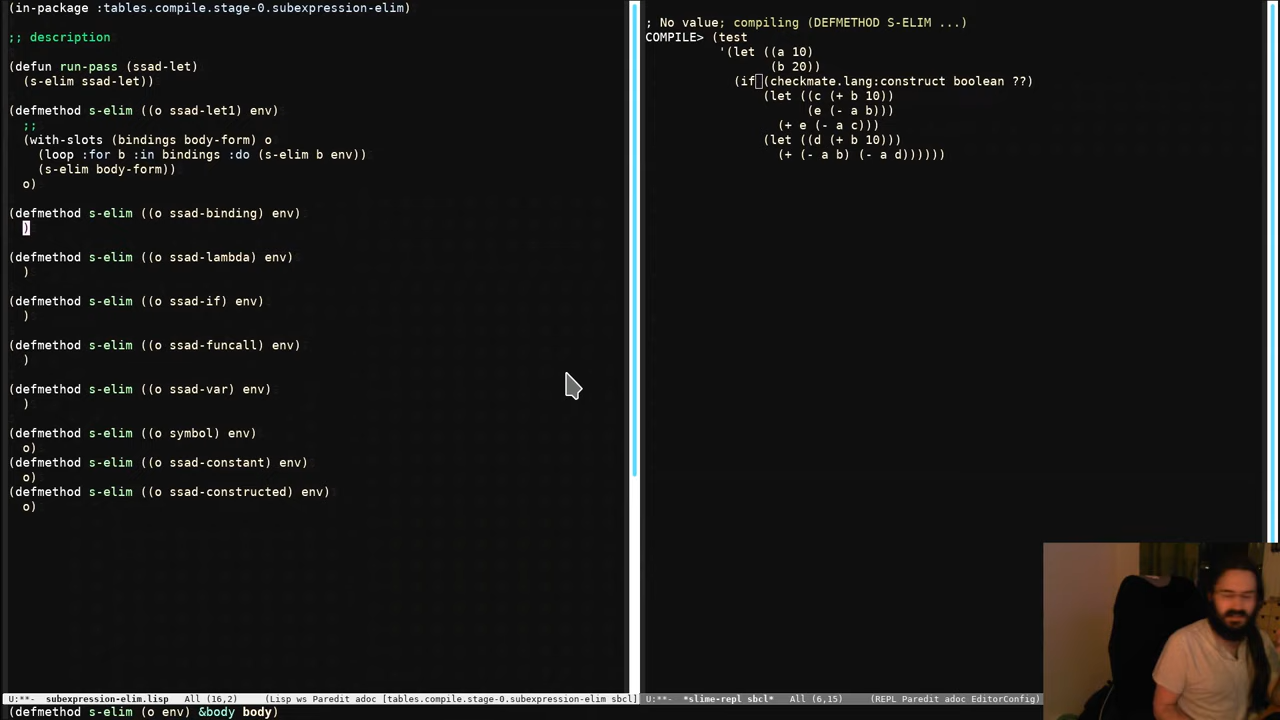 (in-package :tables.compile.stage-0.subexpression-elim)
;; description
(defun run-pass (ssad-let)
  (s-elim ssad-let))
(defmethod s-elim ((o ssad-let1) env)
  ;;
  (with-slots (bindings body-form) o
    (loop :for b :in bindings :do (s-elim b env))
    (s-elim body-form))
  o)
(defmethod s-elim ((o ssad-binding) env)
  )
(defmethod s-elim ((o ssad-lambda) env)
  )
(defmethod s-elim ((o ssad-if) env)
  )
(defmethod s-elim ((o ssad-funcall) env)
  )
(defmethod s-elim ((o ssad-var) env)
  )
(defmethod s-elim ((o symbol) env)
  o)
(defmethod s-elim ((o ssad-constant) env)
  o)
(defmethod s-elim ((o ssad-constructed) env)
  o)
U:**-  subexpression-elim.lisp   All (16,2)     (Lisp ws Paredit adoc [tables.compile.stage-0.subexpression-elim sbcl]
(defmethod s-elim (o env) &body body)
; No value; compiling (DEFMETHOD S-ELIM ...)
COMPILE> (test
          '(let ((a 10)
                 (b 20))
            (if (checkmate.lang:construct boolean ??)
                (let ((c (+ b 10))
                      (e (- a b)))
                  (+ e (- a c)))
                (let ((d (+ b 10)))
                  (+ (- a b) (- a d))))))
U:**-  *slime-repl sbcl*   All (6,15)     (REPL Paredit adoc EditorConfig)